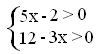 5x - 2 > 0
12 - 3x > 0